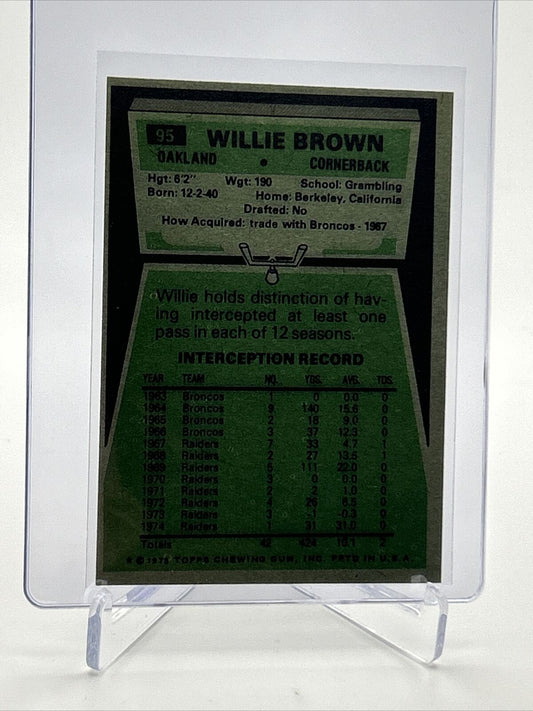 95 WILLIE BROWN
OAKLAND • CORNERBACK
Hgt: 6'2" Wgt: 190 School: Grambling
Born: 12-2-40 Home: Berkeley, California
Drafted: No
How Acquired: trade with Broncos - 1967
Willie holds distinction of hav-
ing intercepted at least one
pass in each of 12 seasons.
INTERCEPTION RECORD
YEAR TEAM NO. YDS. AVG. TDS.
1963 Broncos 1 0 0.0 0
1964 Broncos 9 140 15.6 0
1965 Broncos 2 18 9.0 0
1966 Broncos 3 37 12.3 0
1967 Raiders 7 33 4.7 1
1968 Raiders 2 27 13.5 1
1969 Raiders 5 111 22.0 0
1970 Raiders 3 0 0.0 0
1971 Raiders 2 2 1.0 0
1972 Raiders 4 26 6.5 0
1973 Raiders 3 -1 -0.3 0
1974 Raiders 1 31 31.0 0
Totals 42 424 10.1 2
* © 1975 TOPPS CHEWING GUM, INC. PRTD IN U.S.A.